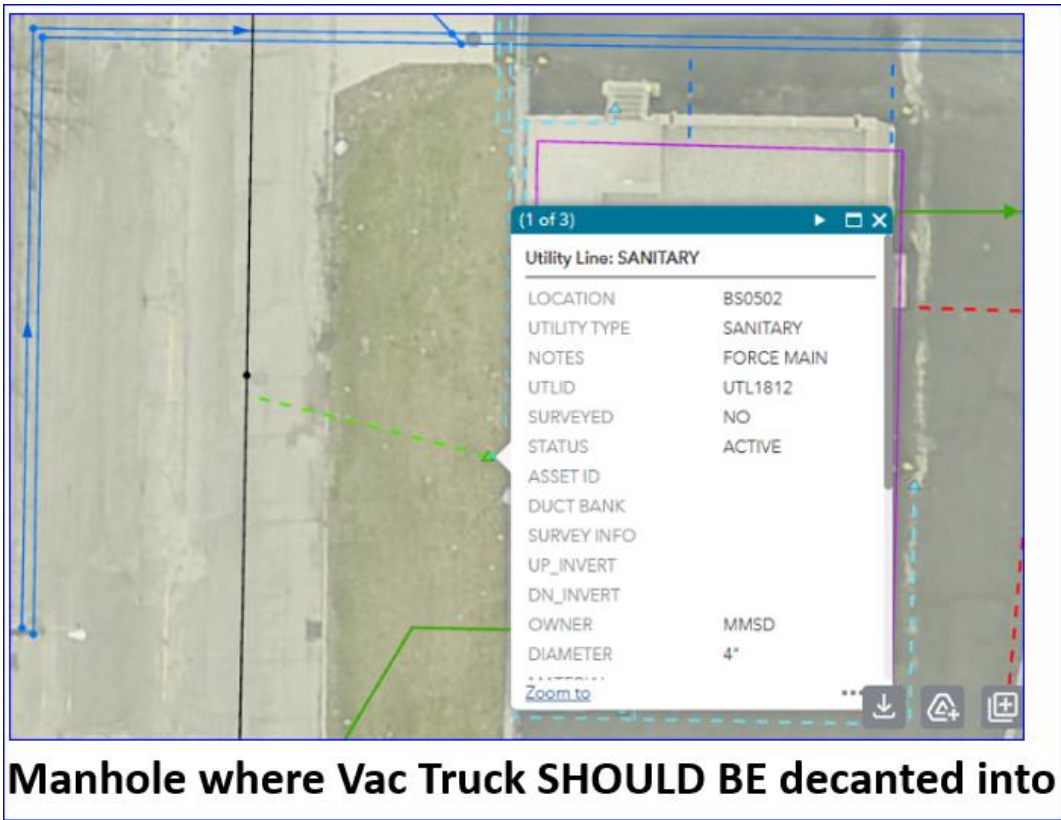 (1 of 3)
Utility Line: SANITARY
LOCATION BS0502
UTILITY TYPE SANITARY
NOTES FORCE MAIN
UTLID UTL1812
SURVEYED NO
STATUS ACTIVE
ASSET ID
DUCT BANK
SURVEY INFO
UP_INVERT
DN_INVERT
OWNER MMSD
DIAMETER 4"
Zoom to
Manhole where Vac Truck SHOULD BE decanted into